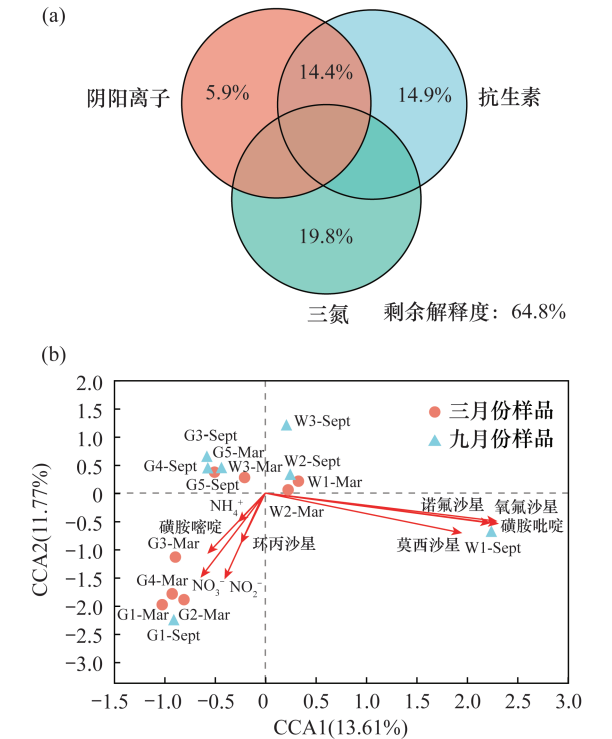 (a)
阴阳离子
5.9%
14.4%
14.9%
抗生素
19.8%
三氮
剩余解释度：64.8%
(b)
CCA2(11.77%)
2.0
1.5
1.0
0.5
0
−0.5
−1.0
−1.5
−2.0
−2.5
−3.0
三月份样品
九月份样品
W3-Sept
G3-Sept
G5-Mar
G4-Sept
W3-Mar
W2-Sept
G5-Sept
W1-Mar
NH₄⁺
W2-Mar
诺氟沙星
氧氟沙星
磺胺嘧啶
磺胺吡啶
G3-Mar
环丙沙星
莫西沙星
W1-Sept
G4-Mar
NO₃⁻
NO₂⁻
G1-Mar
G2-Mar
G1-Sept
−1.5
−1.0
−0.5
0
0.5
1.0
1.5
2.0
2.5
3.0
CCA1(13.61%)